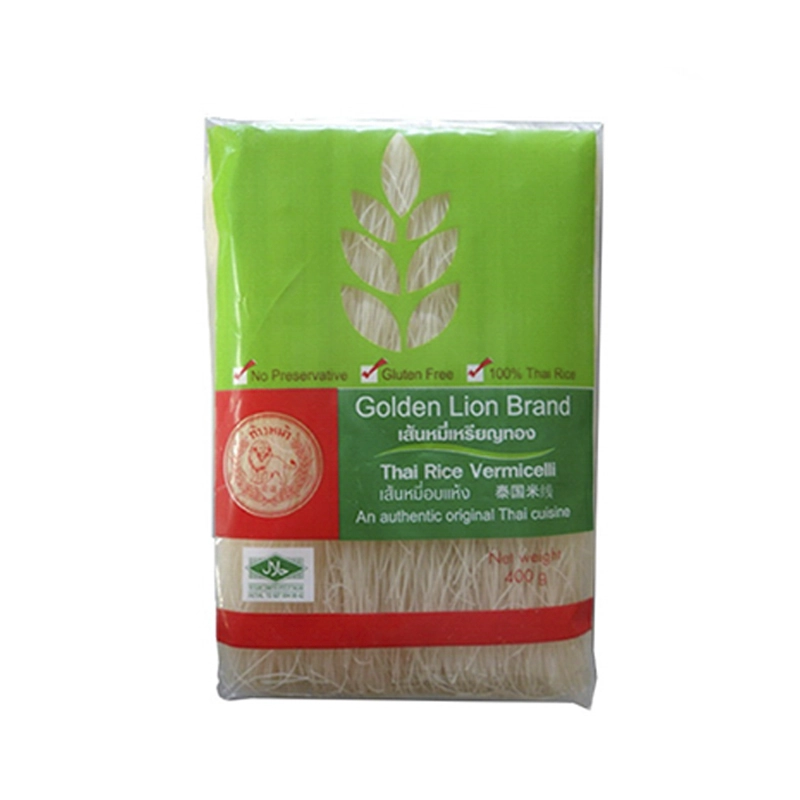 No Preservative
Gluten Free
100% Thai Rice
Golden Lion Brand
เส้นหมี่เหรียญทอง
Thai Rice Vermicelli
เส้นหมี่อบแห้ง 泰国米线
An authentic original Thai cuisine
Net weight
400 g
حلال